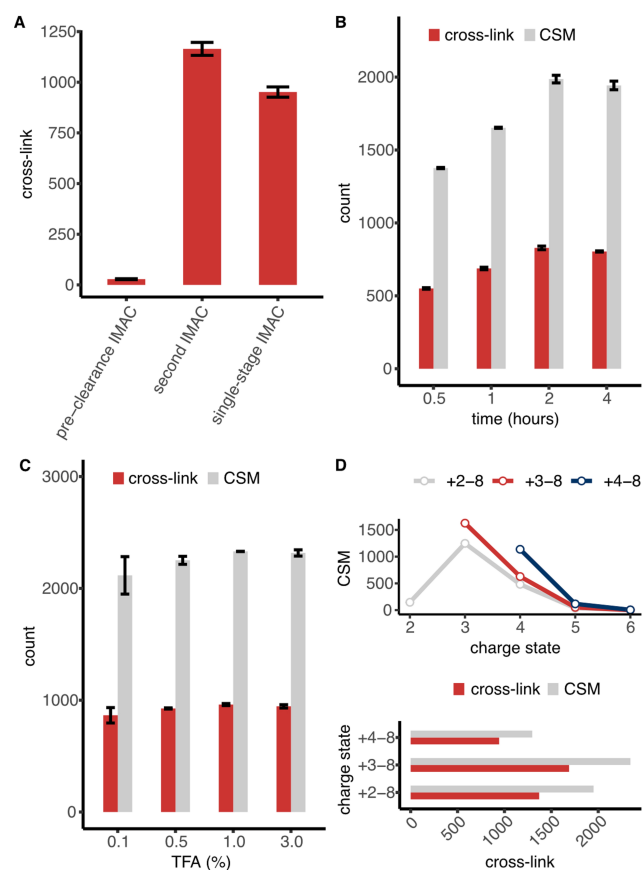 A
1250
1000
750
500
250
0
cross-link
pre-clearance IMAC
second IMAC
single-stage IMAC
B
cross-link CSM
2000
1500
1000
500
0
count
0.5 1 2 4
time (hours)
C
3000
cross-link CSM
2000
1000
0
count
0.1 0.5 1.0 3.0
TFA (%)
D
+2-8 +3-8 +4-8
1500
1000
500
0
CSM
2 3 4 5 6
charge state
cross-link CSM
+4-8
+3-8
+2-8
charge state
0 500 1000 1500 2000
cross-link